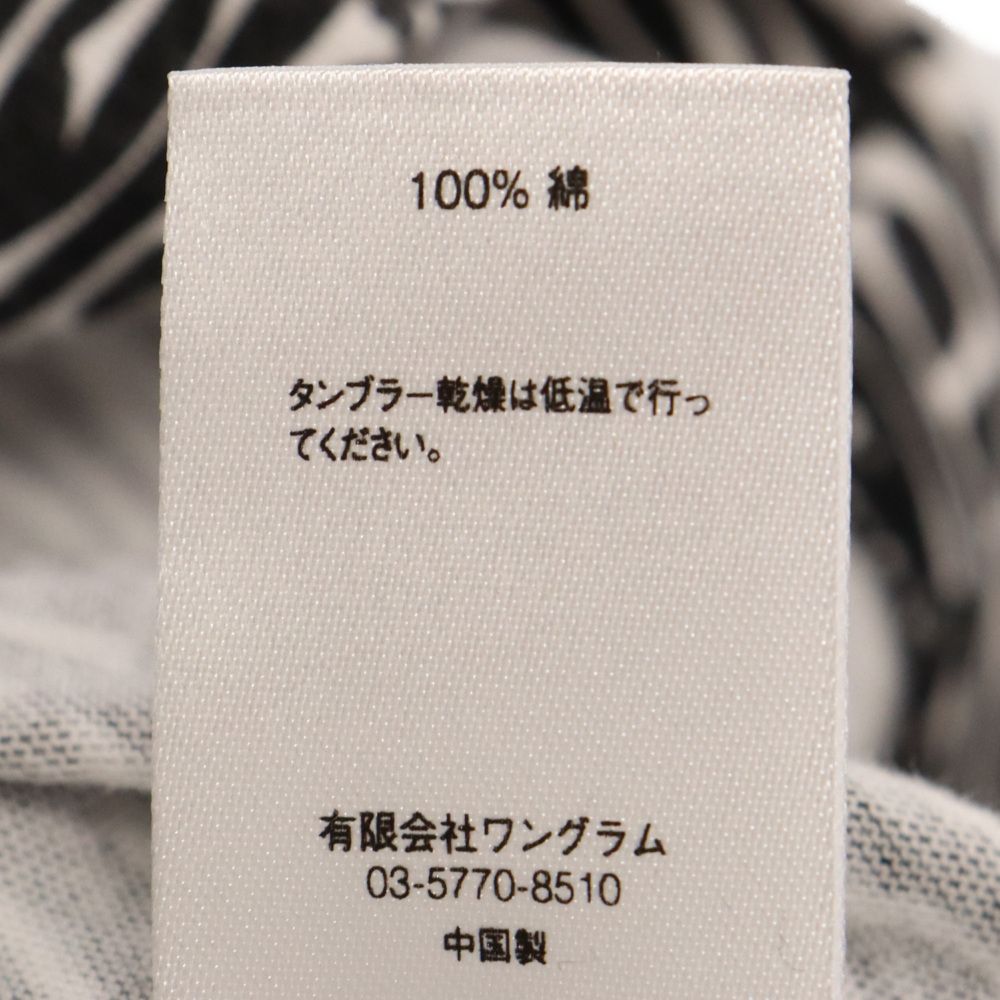 100% 綿
タンブラー乾燥は低温で行っ
てください。
有限会社ワングラム
03-5770-8510
中国製